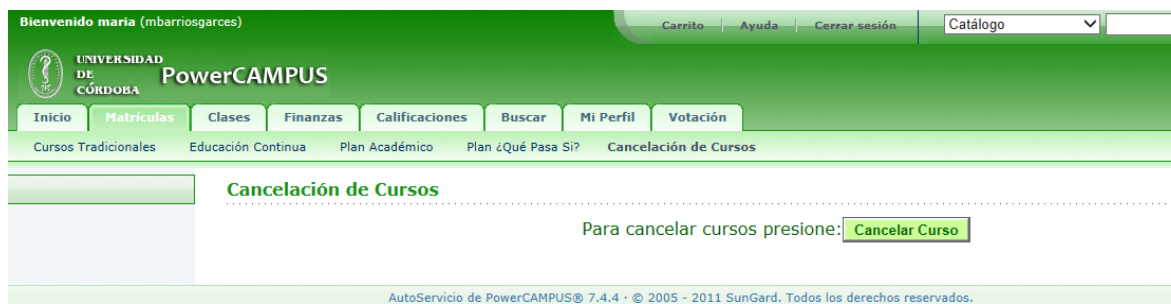 Bienvenido maria (mbarriosgarces)
Carrito | Ayuda | Cerrar sesión
Catálogo
UNIVERSIDAD
DE
CÓRDOBA
PowerCAMPUS
Inicio Matrículas Clases Finanzas Calificaciones Buscar Mi Perfil Votación
Cursos Tradicionales Educación Continua Plan Académico Plan ¿Qué Pasa Si? Cancelación de Cursos
Cancelación de Cursos
Para cancelar cursos presione: Cancelar Curso
AutoServicio de PowerCAMPUS® 7.4.4 · © 2005 - 2011 SunGard. Todos los derechos reservados.